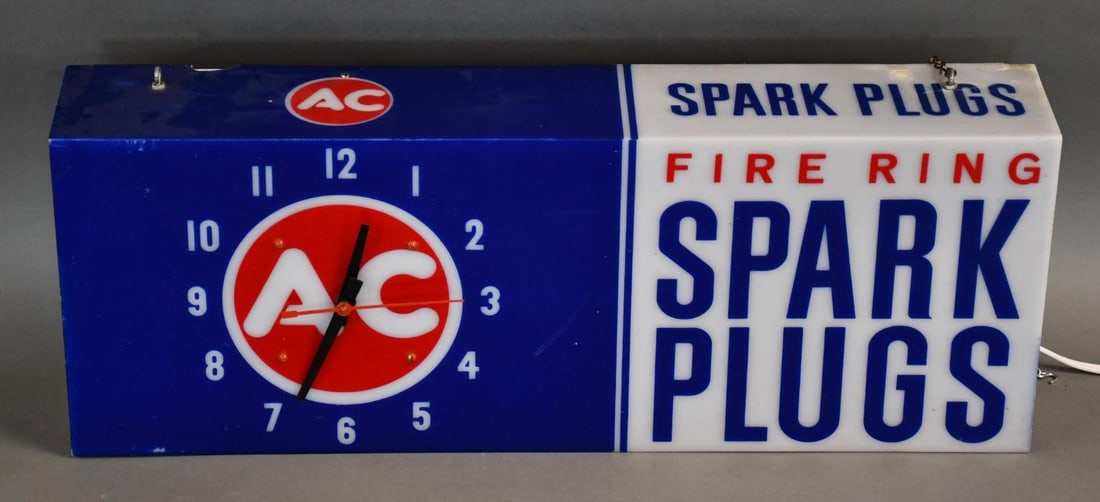 AC
SPARK PLUGS
FIRE RING
SPARK
PLUGS
12
11 1
10 2
9 3
AC
8 4
7 5
6